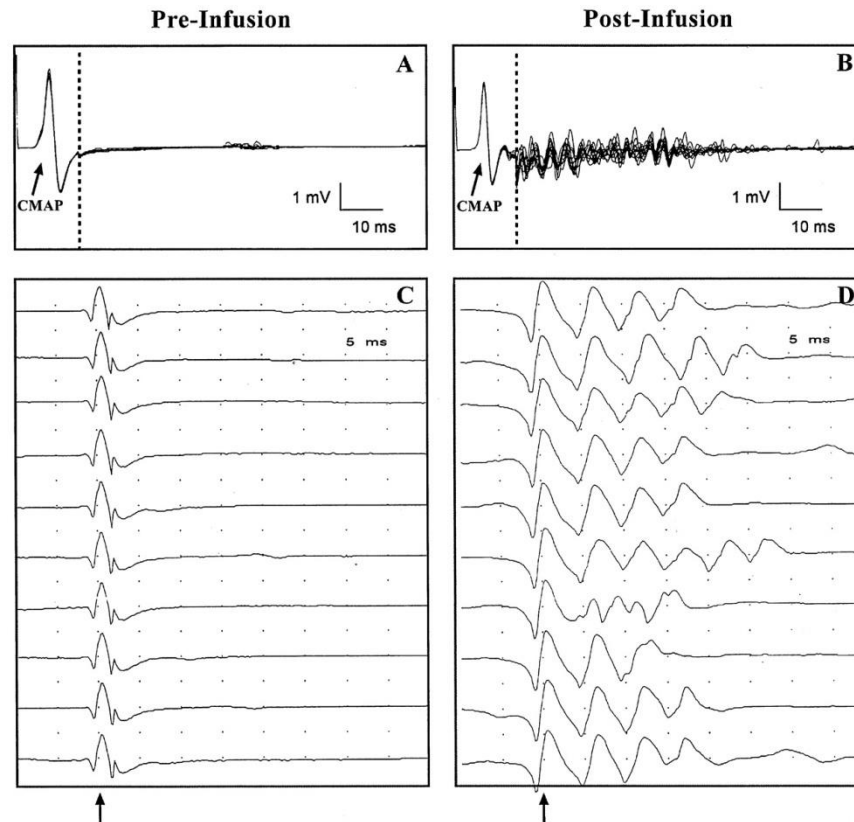 Pre-Infusion
Post-Infusion
A
CMAP
1 mV
10 ms
B
CMAP
1 mV
10 ms
C
5 ms
D
5 ms